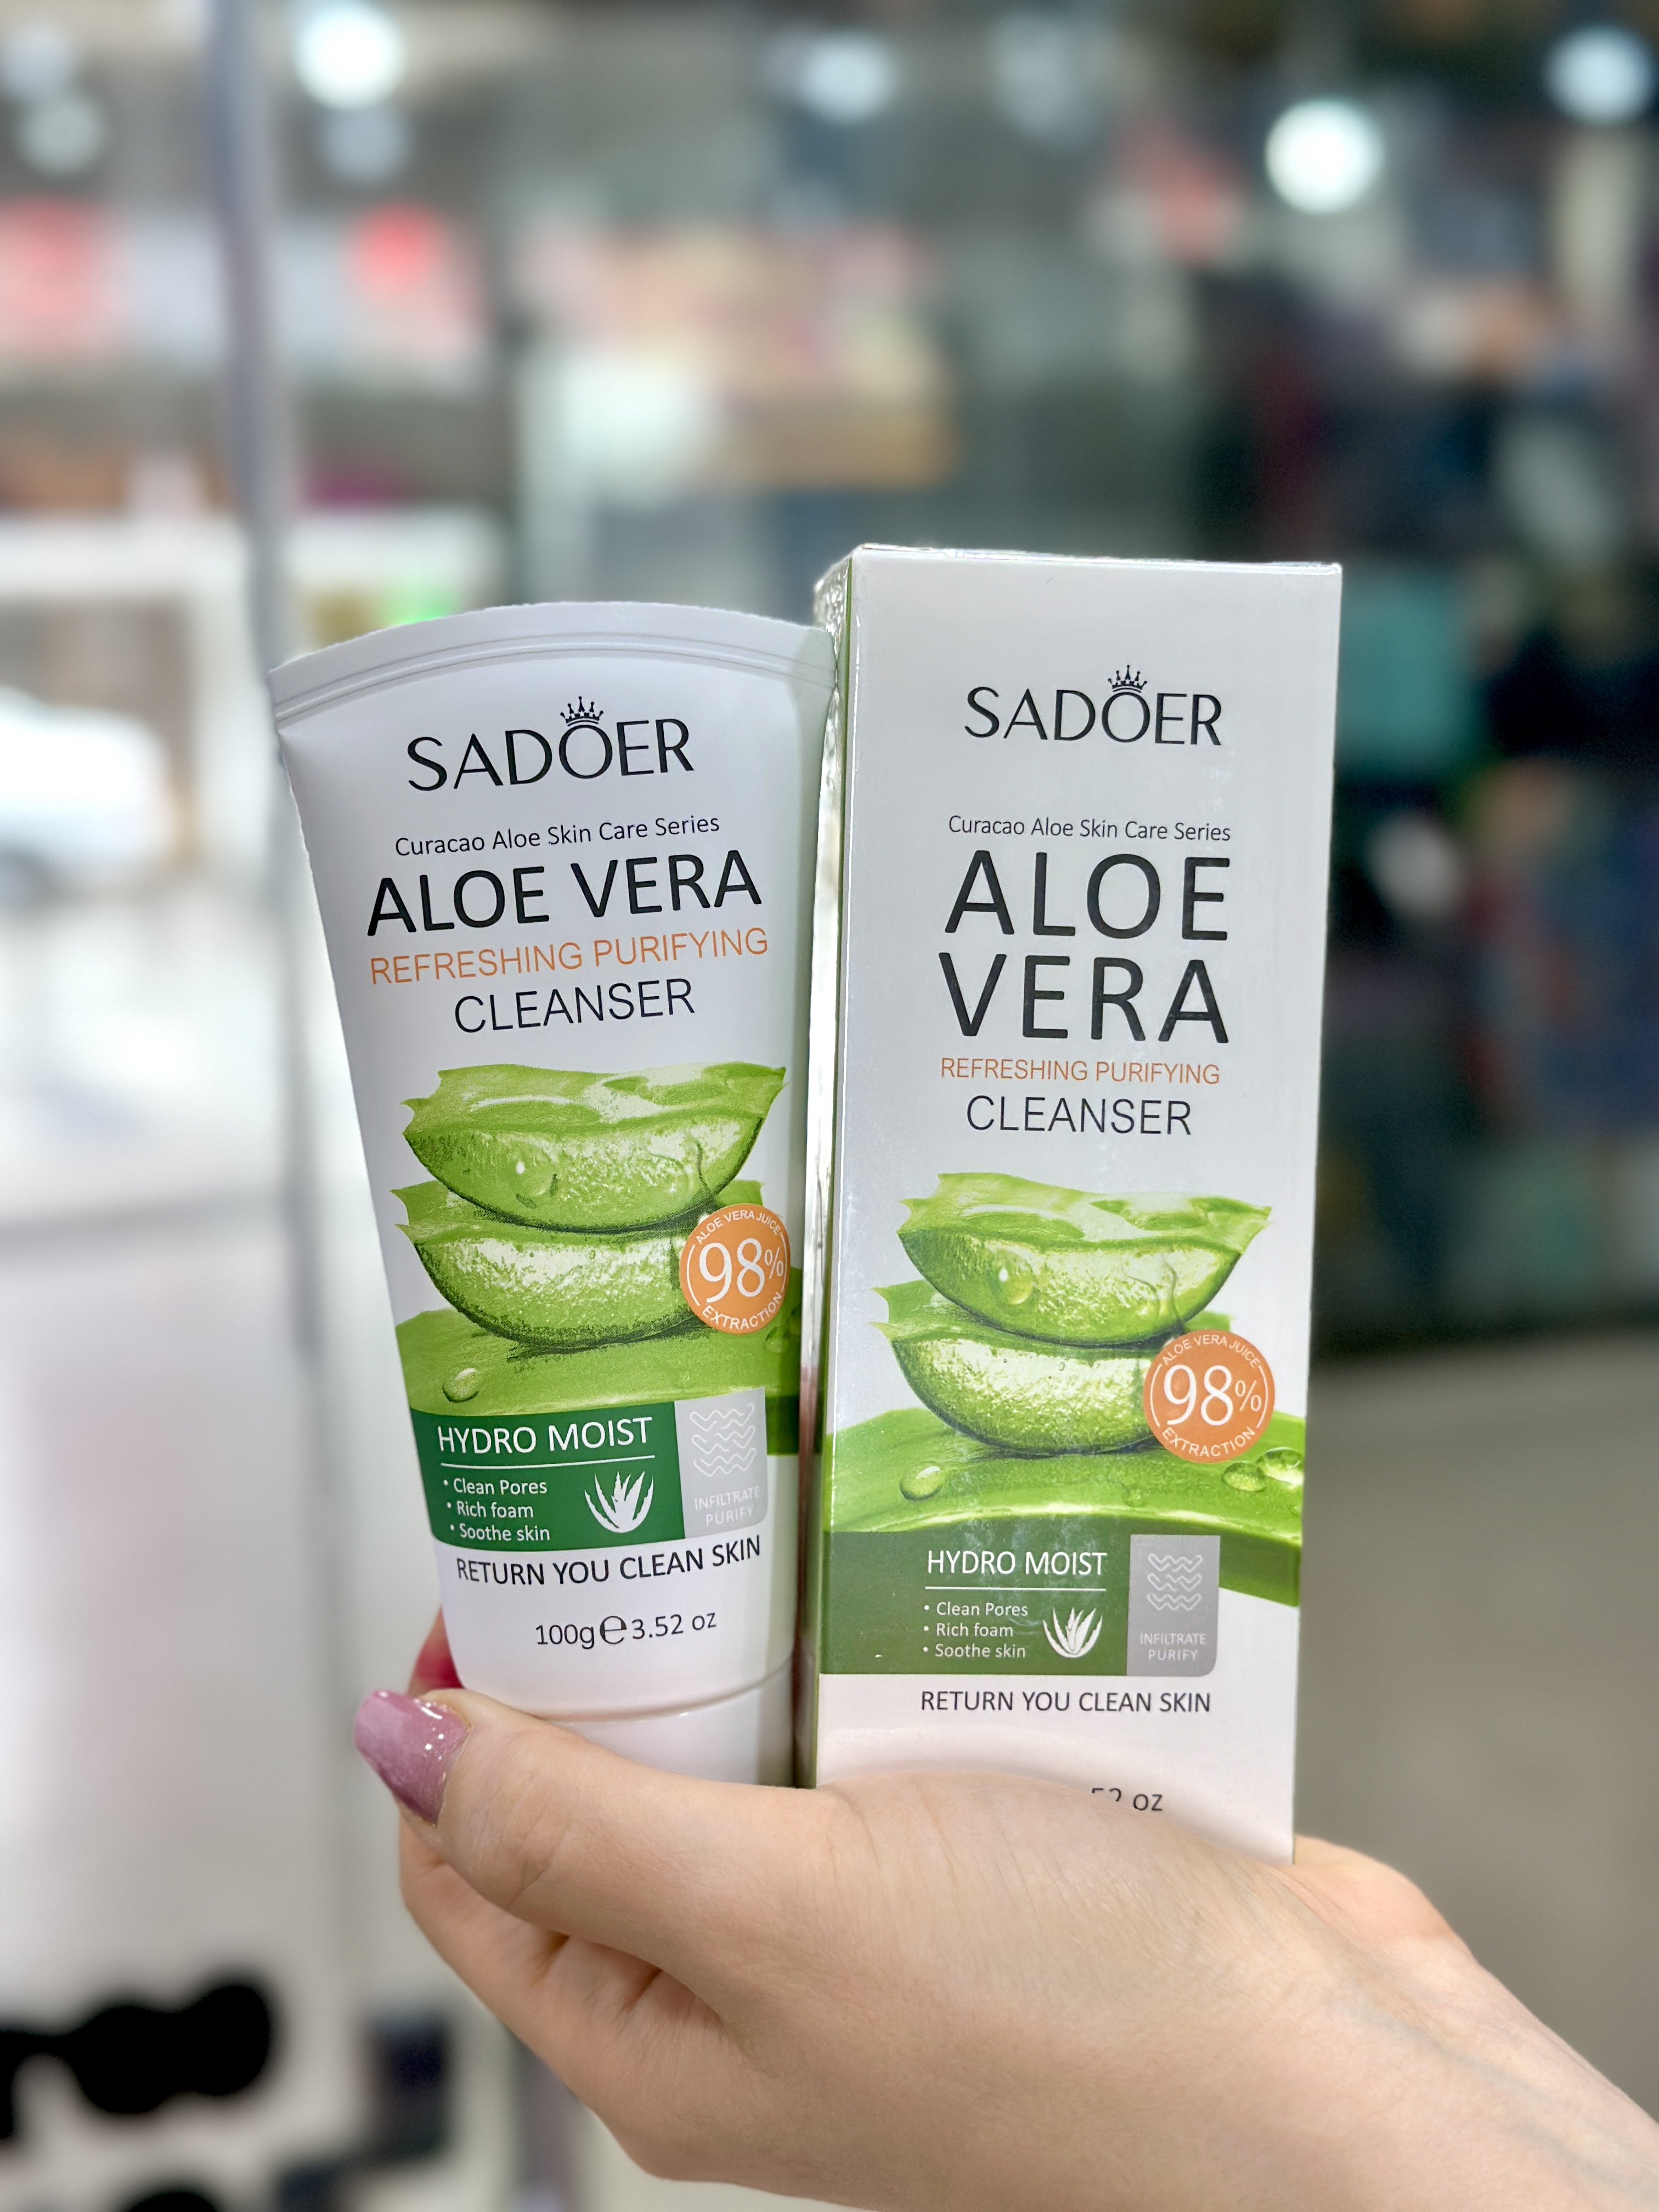 SADOER
Curacao Aloe Skin Care Series
ALOE VERA
REFRESHING PURIFYING
CLEANSER
ALOE VERA JUICE
98%
EXTRACTION
HYDRO MOIST
• Clean Pores
• Rich foam
• Soothe skin
INFILTRATE
PURIFY
RETURN YOU CLEAN SKIN
100g℮3.52 oz
SADOER
Curacao Aloe Skin Care Series
ALOE
VERA
REFRESHING PURIFYING
CLEANSER
ALOE VERA JUICE
98%
EXTRACTION
HYDRO MOIST
• Clean Pores
• Rich foam
• Soothe skin
INFILTRATE
PURIFY
RETURN YOU CLEAN SKIN
52 oz